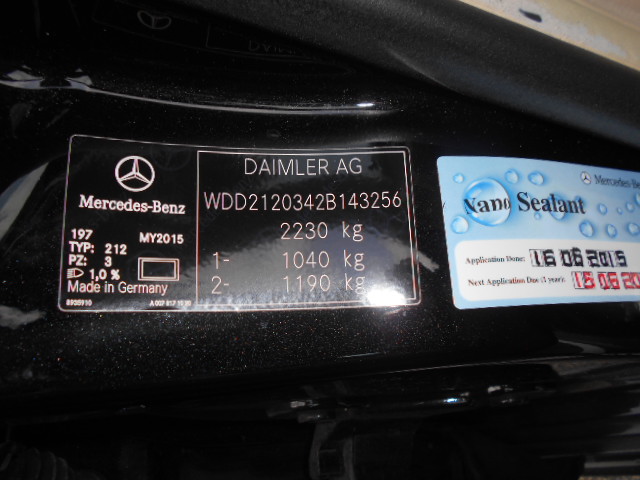 Mercedes-Benz
197 MY2015
TYP: 212
PZ: 3
1,0 %
Made in Germany
DAIMLER AG
WDD2120342B143256
2230 kg
1- 1040 kg
2- 1190 kg
Mercedes-Ben
Nano Sealant
Application Done: 16 06 2015
Next Application Due (1 year):